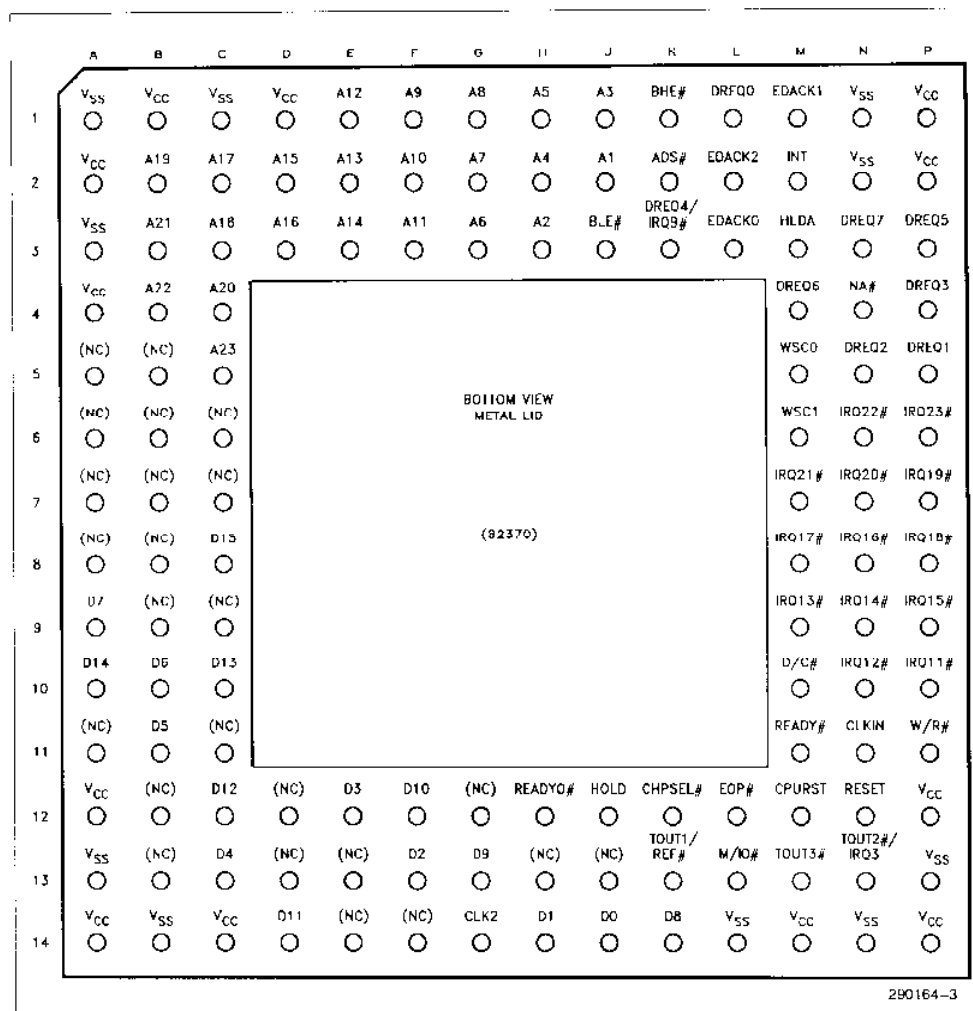 A B C D E F G H J K L M N P
VSS VCC VSS VCC A12 A9 A8 A5 A3 BHE# DREQ0 EDACK1 VSS VCC
1
VCC A19 A17 A15 A13 A10 A7 A4 A1 ADS# EDACK2 INT VSS VCC
2
DREQ4/
VSS A21 A18 A16 A14 A11 A6 A2 BLE# IRQ9# EDACK0 HLDA DREQ7 DREQ5
3
VCC A22 A20 DREQ6 NA# DREQ3
4
(NC) (NC) A23 WSC0 DREQ2 DREQ1
5
BOTTOM VIEW
METAL LID
(NC) (NC) (NC) WSC1 IRQ22# IRQ23#
6
(NC) (NC) (NC) IRQ21# IRQ20# IRQ19#
7
(82370)
(NC) (NC) D15 IRQ17# IRQ16# IRQ18#
8
D7 (NC) (NC) IRQ13# IRQ14# IRQ15#
9
D14 D6 D13 D/C# IRQ12# IRQ11#
10
(NC) D5 (NC) READY# CLKIN W/R#
11
VCC (NC) D12 (NC) D3 D10 (NC) READYO# HOLD CHPSEL# EOP# CPURST RESET VCC
12
TOUT1/ TOUT2#/
VSS (NC) D4 (NC) (NC) D2 D9 (NC) (NC) REF# M/IO# TOUT3# IRQ3 VSS
13
VCC VSS VCC D11 (NC) (NC) CLK2 D1 D0 D8 VSS VCC VSS VCC
14
290164-3